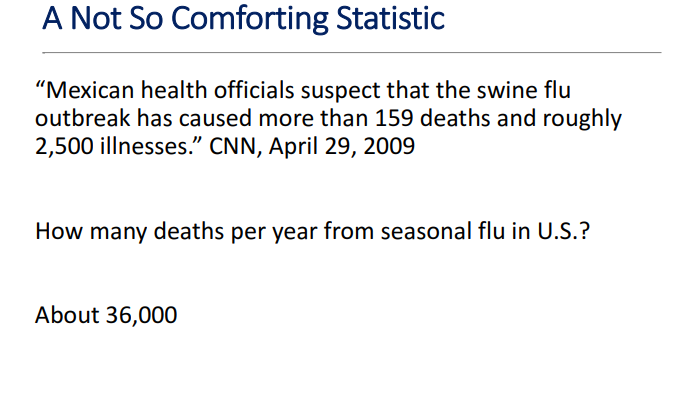 A Not So Comforting Statistic
“Mexican health officials suspect that the swine flu
outbreak has caused more than 159 deaths and roughly
2,500 illnesses.” CNN, April 29, 2009
How many deaths per year from seasonal flu in U.S.?
About 36,000